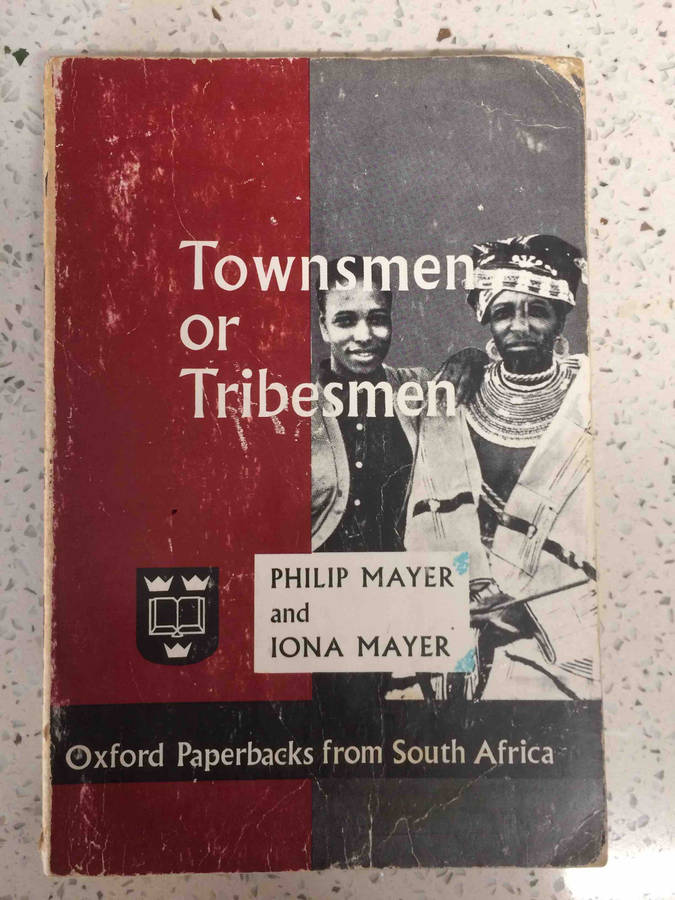 Townsmen
or
Tribesmen
PHILIP MAYER
and
IONA MAYER
Oxford Paperbacks from South Africa